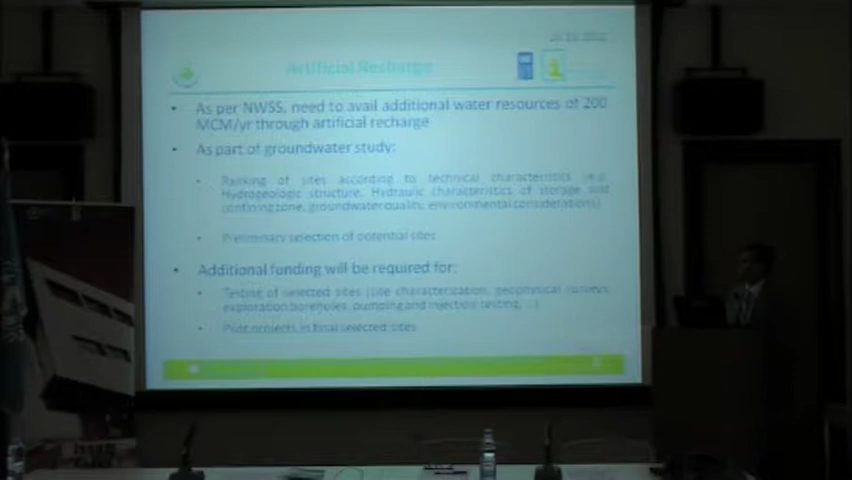 Artificial Recharge
• As per NWSS, need to avail additional water resources of 200
MCM/yr through artificial recharge
• As part of groundwater study:
• Ranking of sites according to technical characteristics (e.g.
Hydrogeologic structure, Hydraulic characteristics of storage and
confining zone, groundwater quality, environmental considerations)
• Preliminary selection of potential sites
• Additional funding will be required for:
• Testing of selected sites (site characterization, geophysical surveys,
exploration boreholes, pumping and injection testing, ...)
• Pilot projects in final selected sites